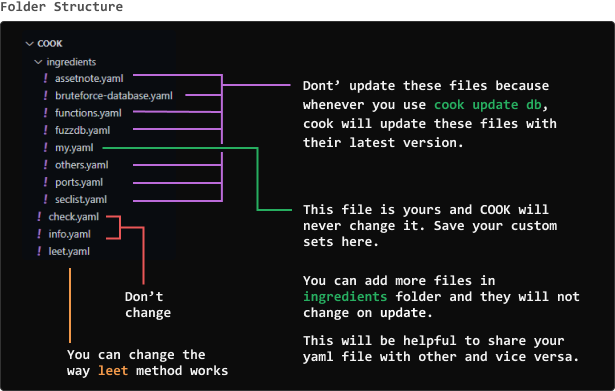 Folder Structure
COOK
ingredients
! assetnote.yaml
! bruteforce-database.yaml
! functions.yaml
! fuzzdb.yaml
! my.yaml
! others.yaml
! ports.yaml
! seclist.yaml
! check.yaml
! info.yaml
! leet.yaml
Dont’ update these files because
whenever you use cook update db,
cook will update these files with
their latest version.
This file is yours and COOK will
never change it. Save your custom
sets here.
You can add more files in
ingredients folder and they will not
change on update.
This will be helpful to share your
yaml file with other and vice versa.
Don’t
change
You can change the
way leet method works